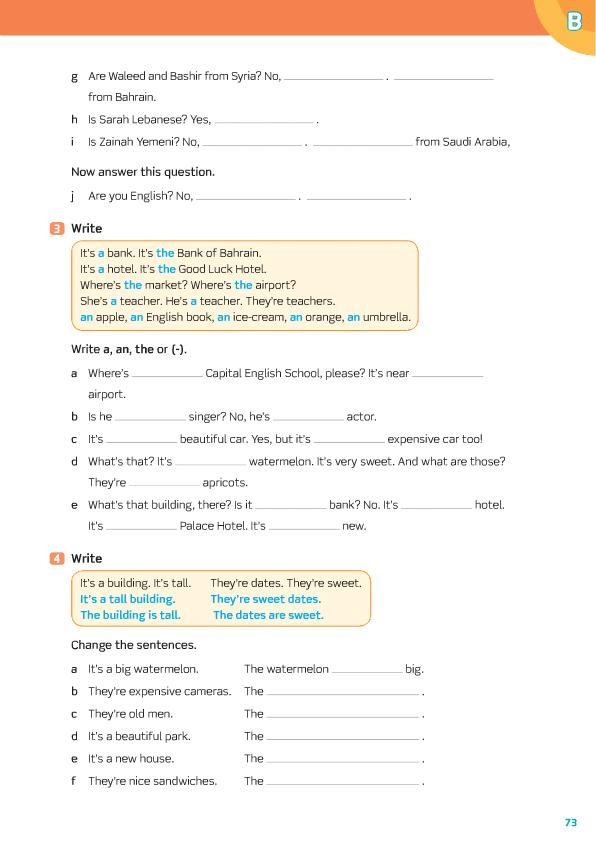 B
g Are Waleed and Bashir from Syria? No, ____________ . ____________
from Bahrain.
h Is Sarah Lebanese? Yes, ____________ .
i Is Zainah Yemeni? No, ____________ . ____________ from Saudi Arabia,
Now answer this question.
j Are you English? No, ____________ . ____________ .
3 Write
It's a bank. It's the Bank of Bahrain.
It's a hotel. It's the Good Luck Hotel.
Where's the market? Where's the airport?
She's a teacher. He's a teacher. They're teachers.
an apple, an English book, an ice-cream, an orange, an umbrella.
Write a, an, the or (-).
a Where's ____________ Capital English School, please? It's near ____________
airport.
b Is he ____________ singer? No, he's ____________ actor.
c It's ____________ beautiful car. Yes, but it's ____________ expensive car too!
d What's that? It's ____________ watermelon. It's very sweet. And what are those?
They're ____________ apricots.
e What's that building, there? Is it ____________ bank? No. It's ____________ hotel.
It's ____________ Palace Hotel. It's ____________ new.
4 Write
It's a building. It's tall. They're dates. They're sweet.
It's a tall building. They're sweet dates.
The building is tall. The dates are sweet.
Change the sentences.
a It's a big watermelon. The watermelon ____________ big.
b They're expensive cameras. The ____________ .
c They're old men. The ____________ .
d It's a beautiful park. The ____________ .
e It's a new house. The ____________ .
f They're nice sandwiches. The ____________ .
73